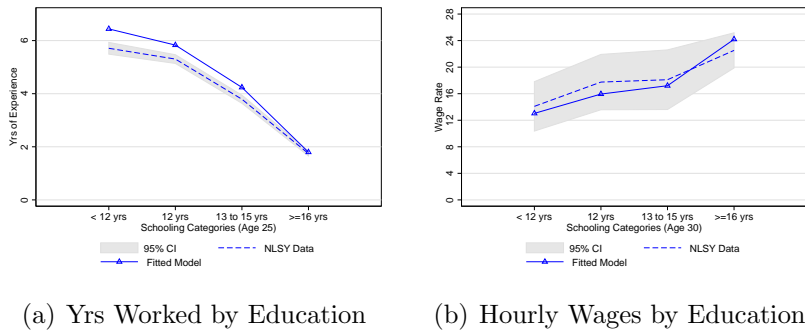 6
4
2
0
Yrs of Experience
< 12 yrs 12 yrs 13 to 15 yrs >=16 yrs
Schooling Categories (Age 25)
95% CI NLSY Data
Fitted Model
(a) Yrs Worked by Education
28
24
20
16
12
8
4
0
Wage Rate
< 12 yrs 12 yrs 13 to 15 yrs >=16 yrs
Schooling Categories (Age 30)
95% CI NLSY Data
Fitted Model
(b) Hourly Wages by Education